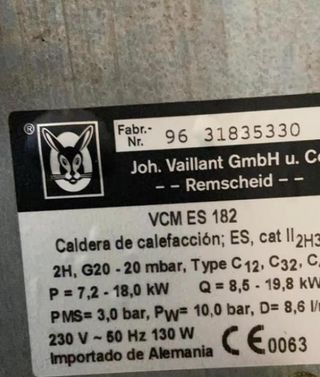 ®
Fabr.-
Nr. 96 31835330
Joh. Vaillant GmbH u. Co
-- Remscheid --
VCM ES 182
Caldera de calefacción; ES, cat II2H3
2H, G20 - 20 mbar, Type C12, C32, C
P = 7,2 - 18,0 kW Q = 8,5 - 19,8 kW
PMS= 3,0 bar, PW= 10,0 bar, D= 8,6 l/
230 V ~ 50 Hz 130 W
Importado de Alemania CE 0063